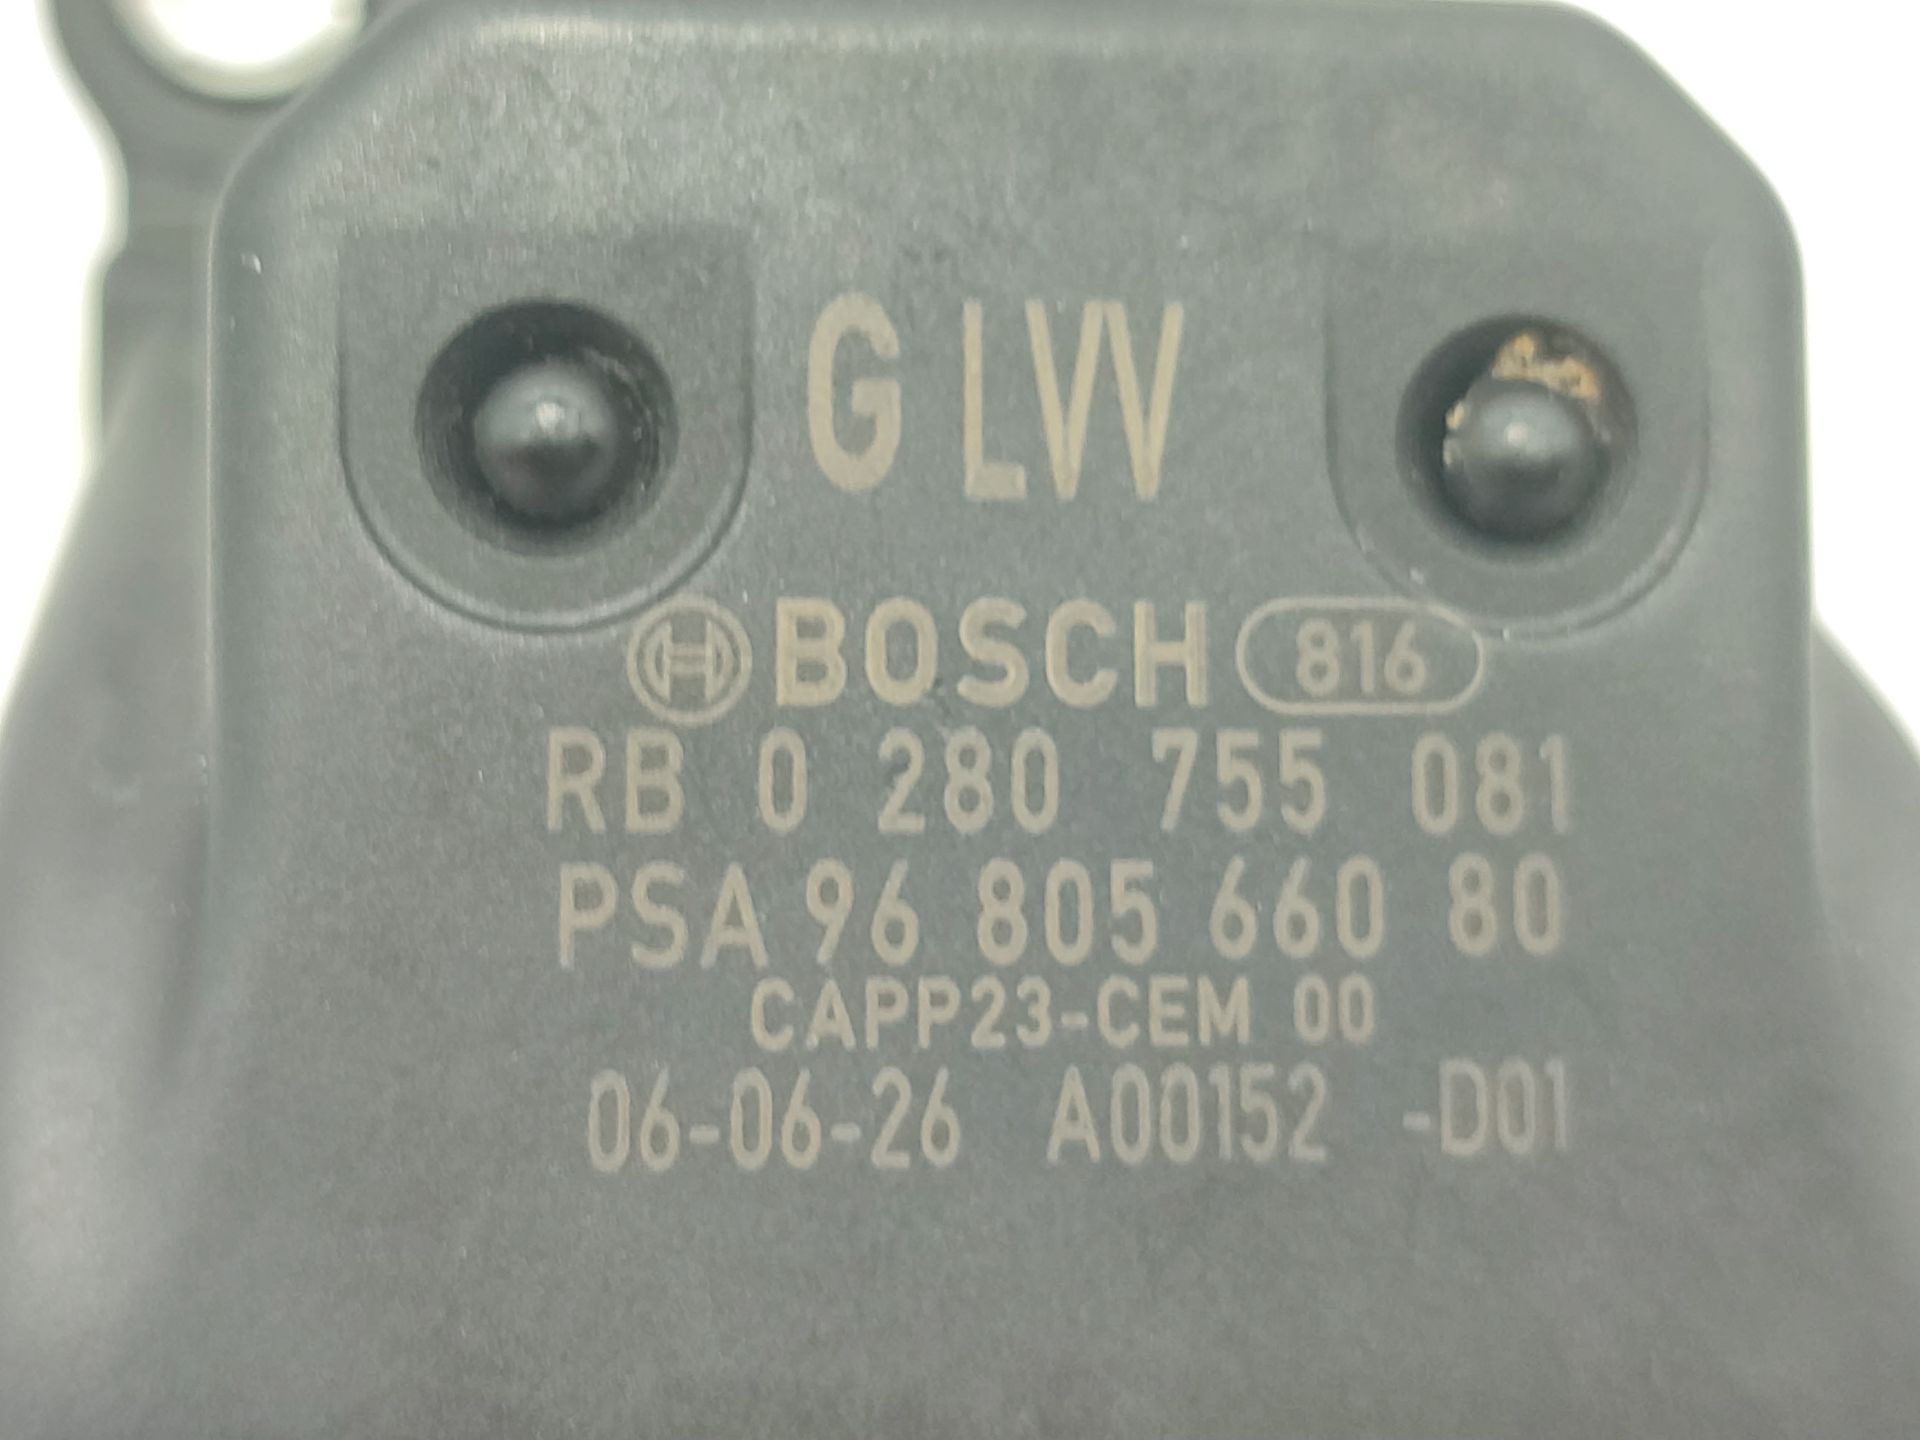 G LW
BOSCH 816
RB 0 280 755 081
PSA 96 805 660 80
CAPP23-CEM 00
06-06-26 A00152 -D01